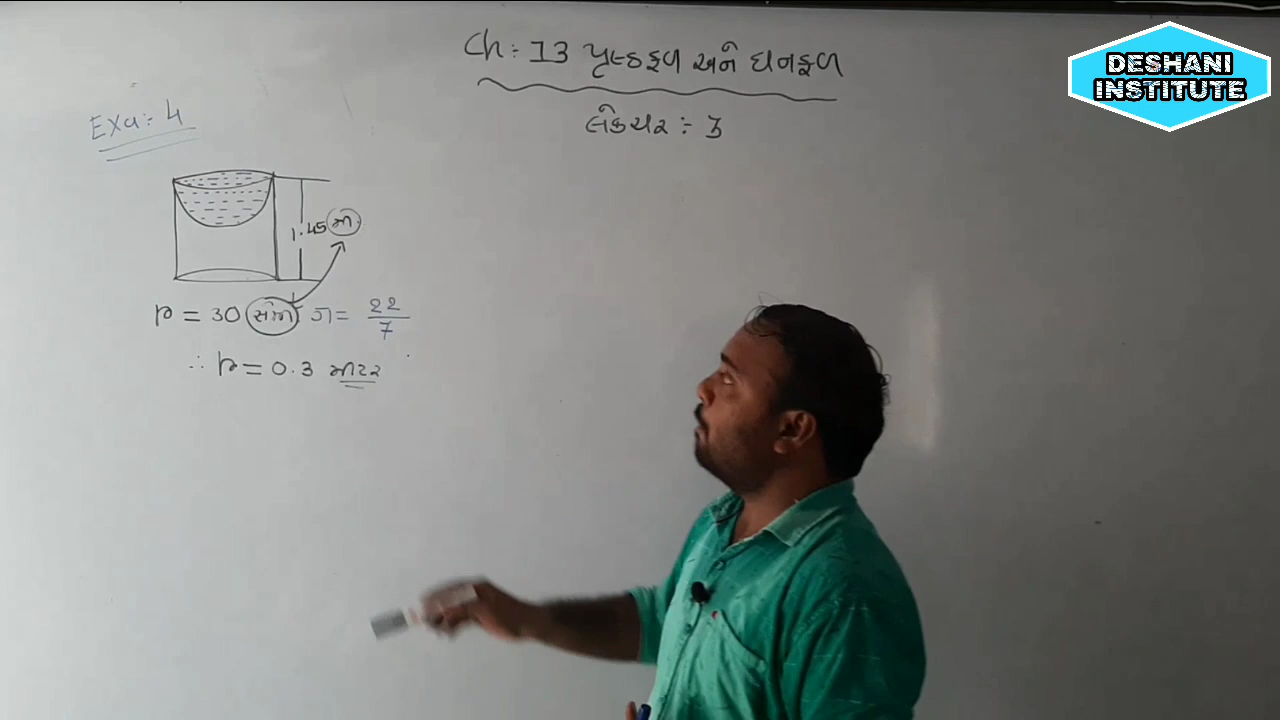 Ch: 13 પૃષ્ઠફળ અને ઘનફળ
લેક્ચર :- 3
DESHANI
INSTITUTE
Exa:- 4
1.45 મી.
r = 30 સેમી π = 22/7
∴ r = 0.3 મીટર